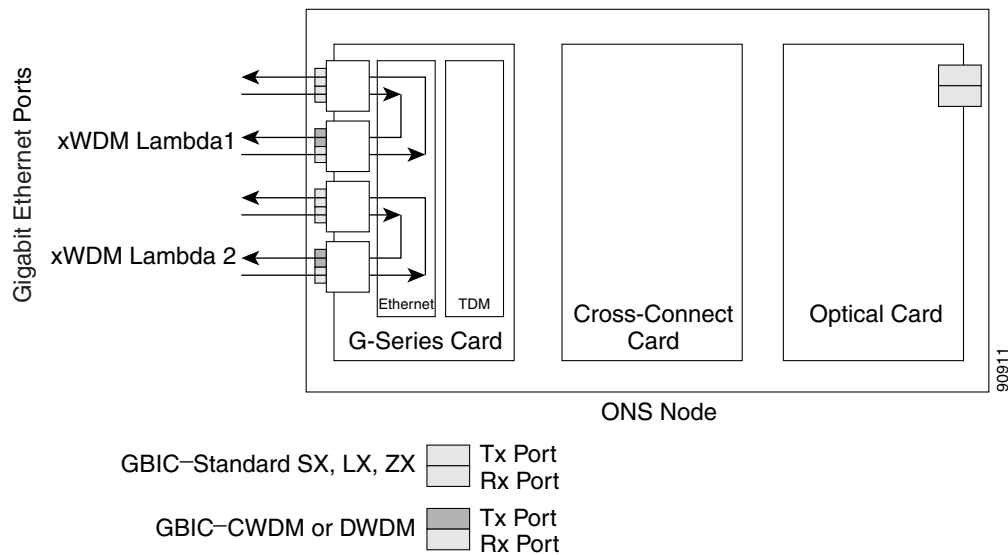 Gigabit Ethernet Ports
xWDM Lambda1
xWDM Lambda 2
Ethernet
TDM
G-Series Card
Cross-Connect
Card
Optical Card
90911
ONS Node
GBIC–Standard SX, LX, ZX
Tx Port
Rx Port
GBIC–CWDM or DWDM
Tx Port
Rx Port